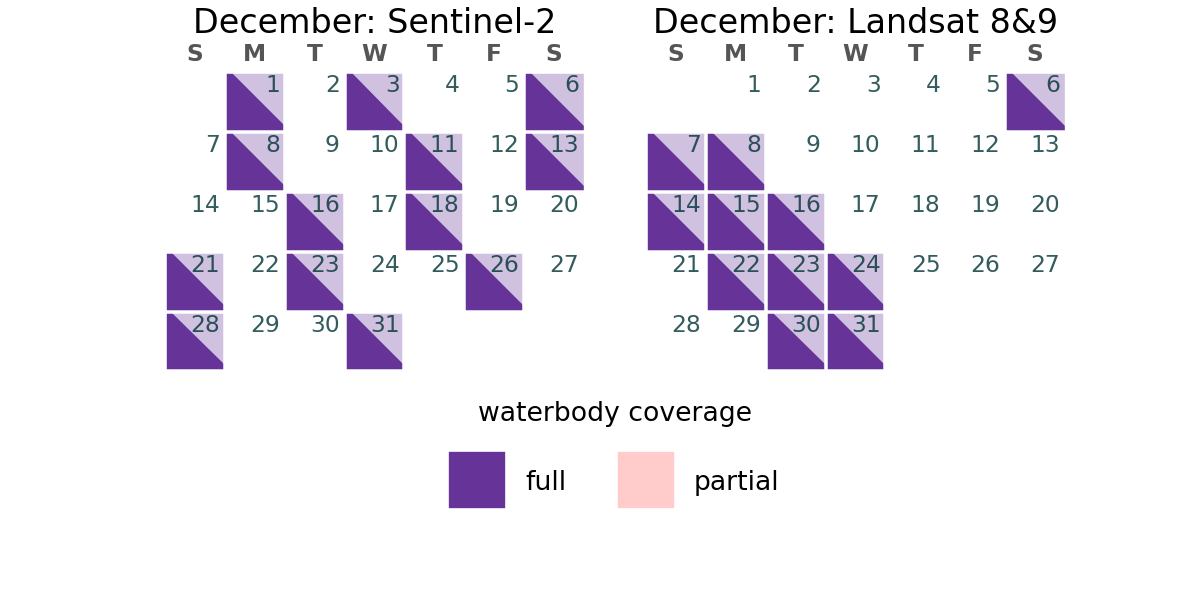 December: Sentinel-2
S M T W T F S
1 2 3 4 5 6
7 8 9 10 11 12 13
14 15 16 17 18 19 20
21 22 23 24 25 26 27
28 29 30 31
December: Landsat 8&9
S M T W T F S
1 2 3 4 5 6
7 8 9 10 11 12 13
14 15 16 17 18 19 20
21 22 23 24 25 26 27
28 29 30 31
waterbody coverage
full partial